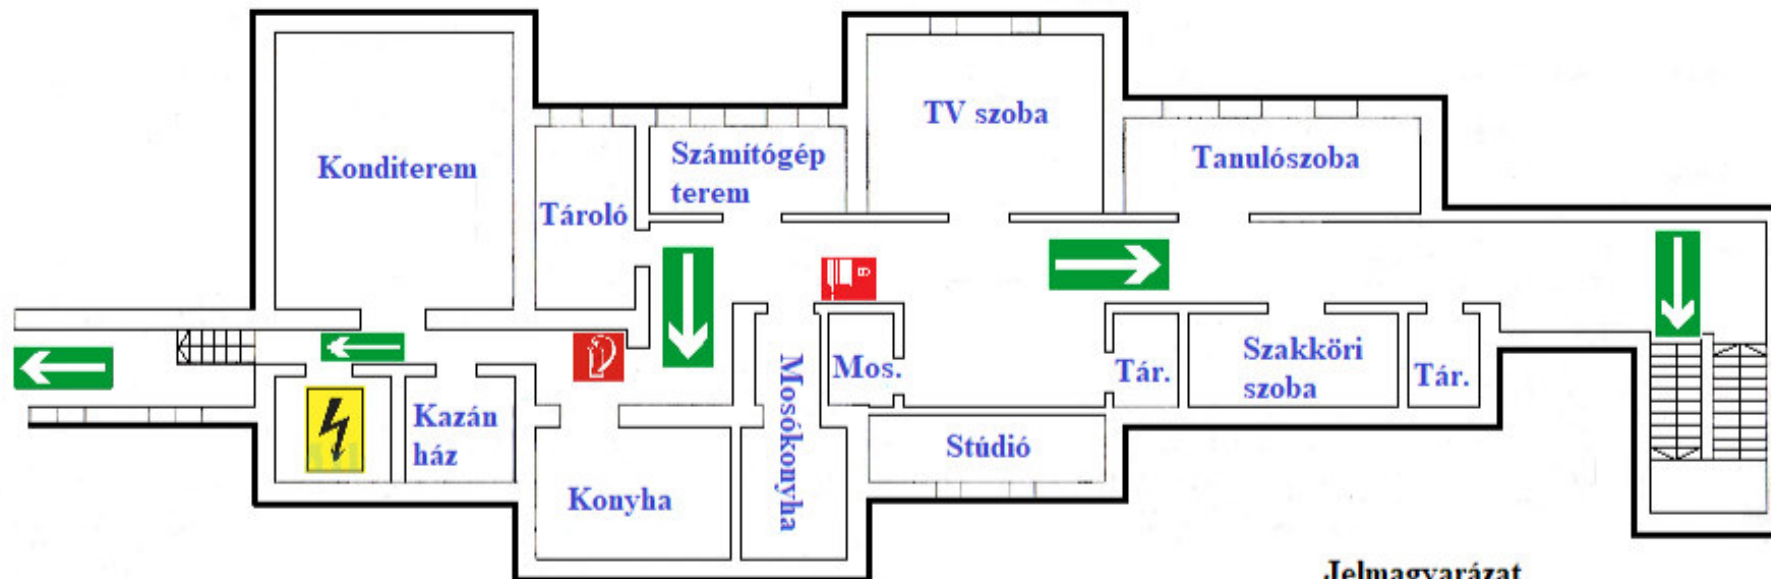 TV szoba
Konditerem
Számítógép
terem
Tanulószoba
Tároló
Mos.
Tár.
Szakköri
szoba
Tár.
Kazán
ház
Mosókonyha
Stúdió
Konyha
Jelmagyarázat